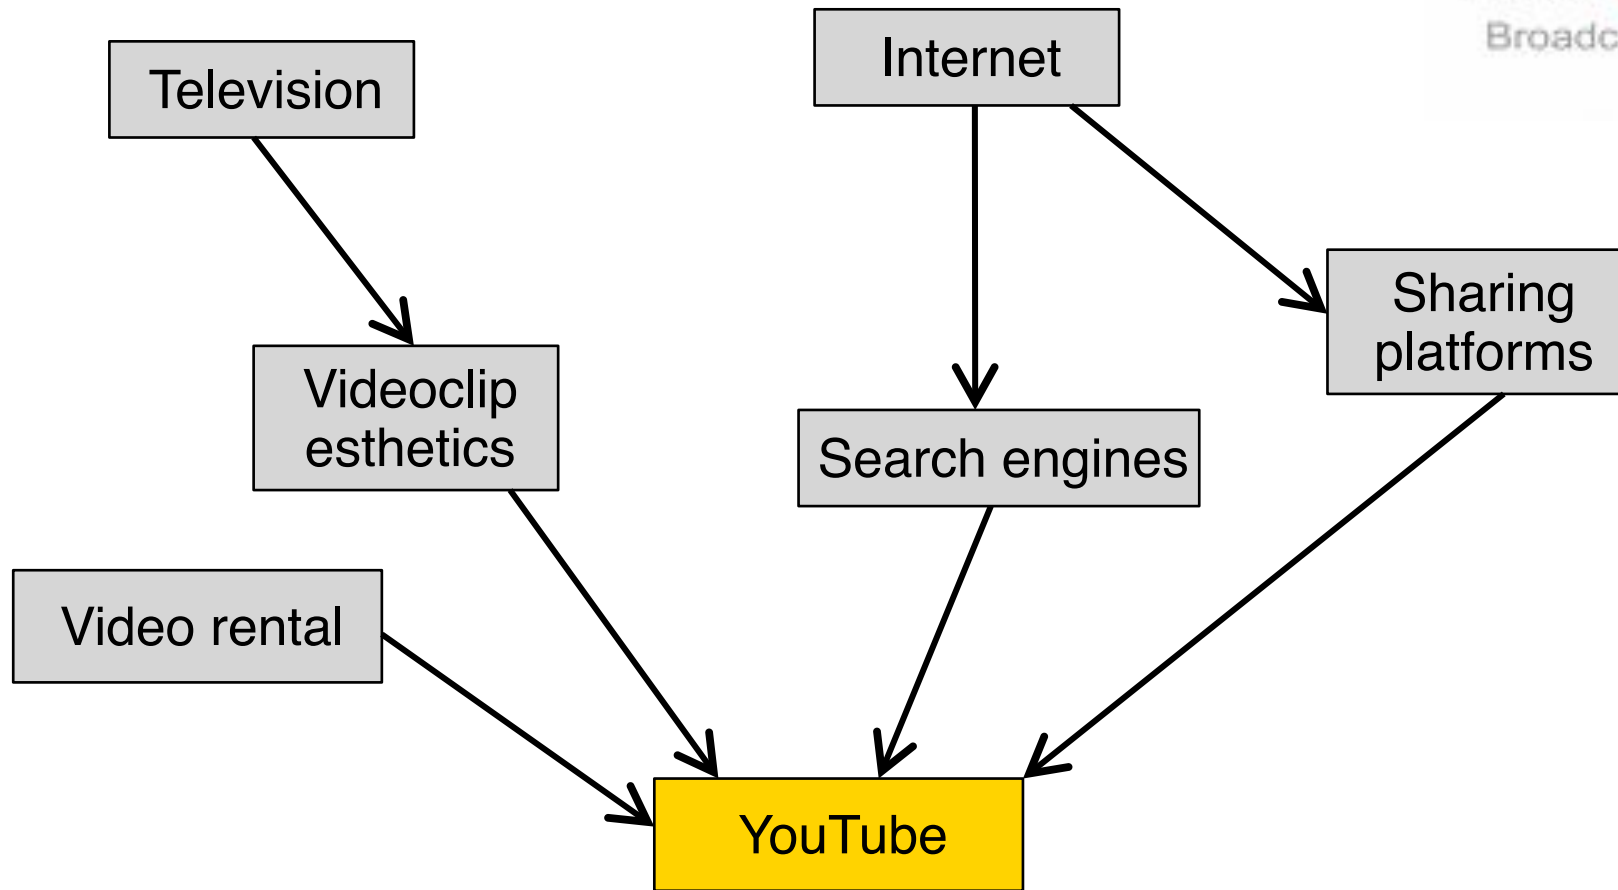 Internet
Television
Sharing
platforms
Videoclip
esthetics
Search engines
Video rental
YouTube